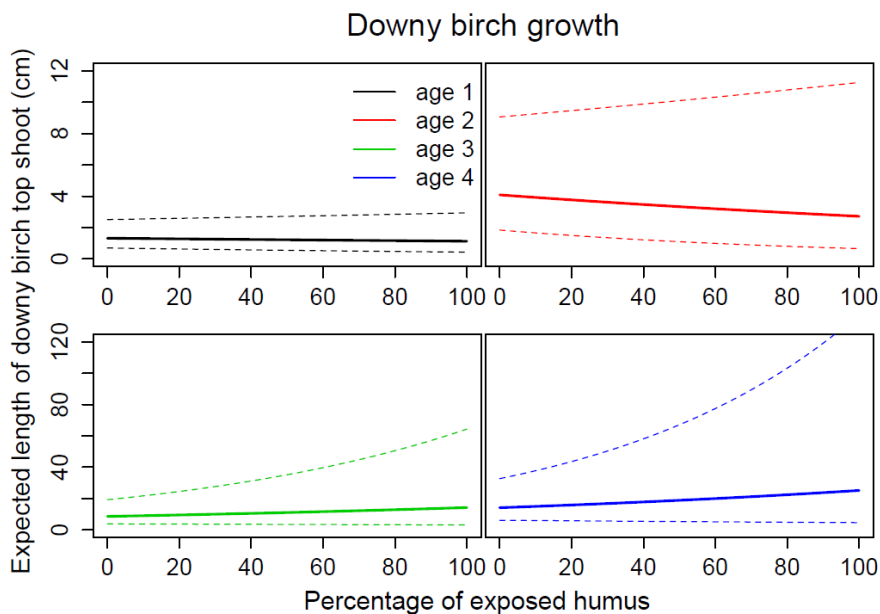 Downy birch growth
Expected length of downy birch top shoot (cm)
12
8
4
0
age 1
age 2
age 3
age 4
0 20 40 60 80 100
0 20 40 60 80 100
120
80
40
0
0 20 40 60 80 100
0 20 40 60 80 100
Percentage of exposed humus